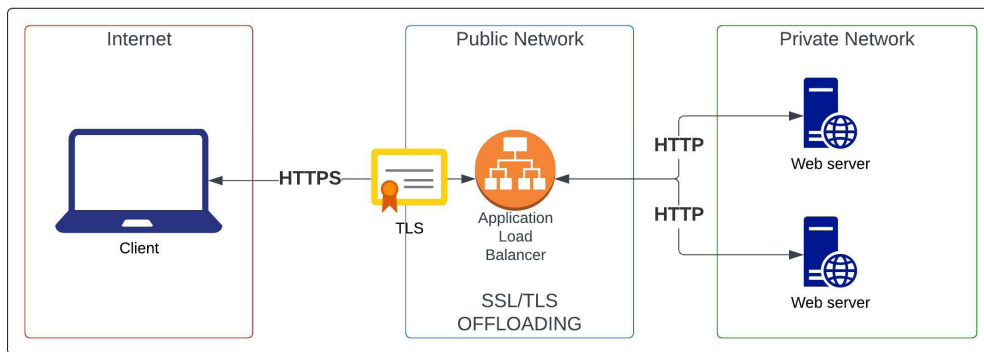 Internet
Public Network
Private Network
HTTPS
HTTP
HTTP
TLS
Application
Load
Balancer
Client
Web server
Web server
SSL/TLS
OFFLOADING